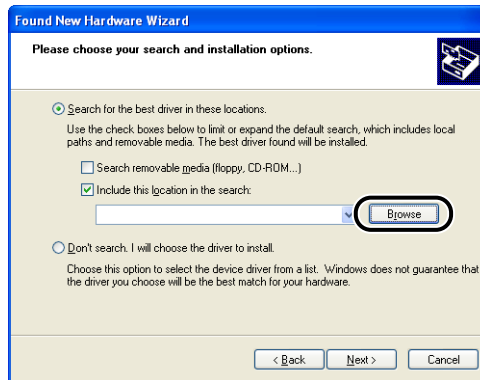 Found New Hardware Wizard
Please choose your search and installation options.
Search for the best driver in these locations.
Use the check boxes below to limit or expand the default search, which includes local
paths and removable media. The best driver found will be installed.
Search removable media (floppy, CD-ROM...)
Include this location in the search:
Browse
Don't search. I will choose the driver to install.
Choose this option to select the device driver from a list. Windows does not guarantee that
the driver you choose will be the best match for your hardware.
< Back Next > Cancel